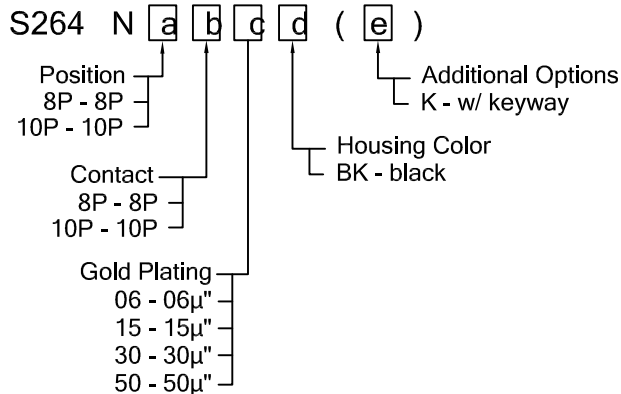 S264 N a b c d ( e )
Position
8P - 8P
10P - 10P
Additional Options
K - w/ keyway
Housing Color
BK - black
Contact
8P - 8P
10P - 10P
Gold Plating
06 - 06µ"
15 - 15µ"
30 - 30µ"
50 - 50µ"